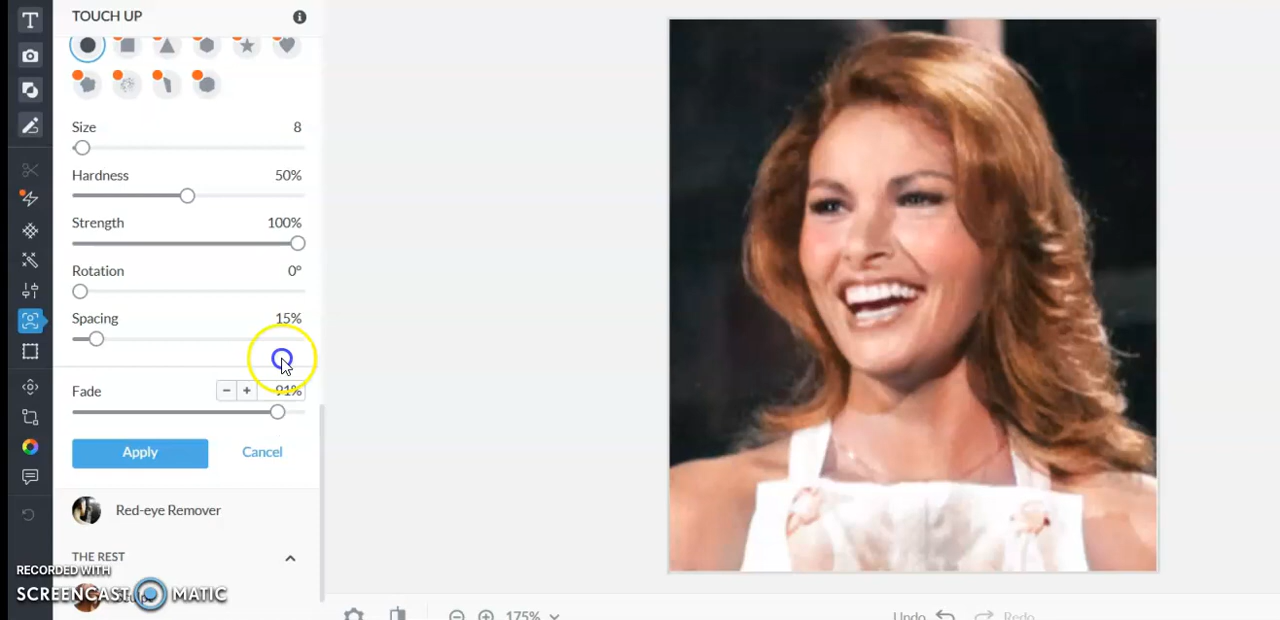 T
TOUCH UP
Size 8
Hardness 50%
Strength 100%
Rotation 0°
Spacing 15%
Fade - + 91%
Apply Cancel
Red-eye Remover
THE REST
RECORDED WITH
SCREENCAST MATIC
175%
Undo Redo